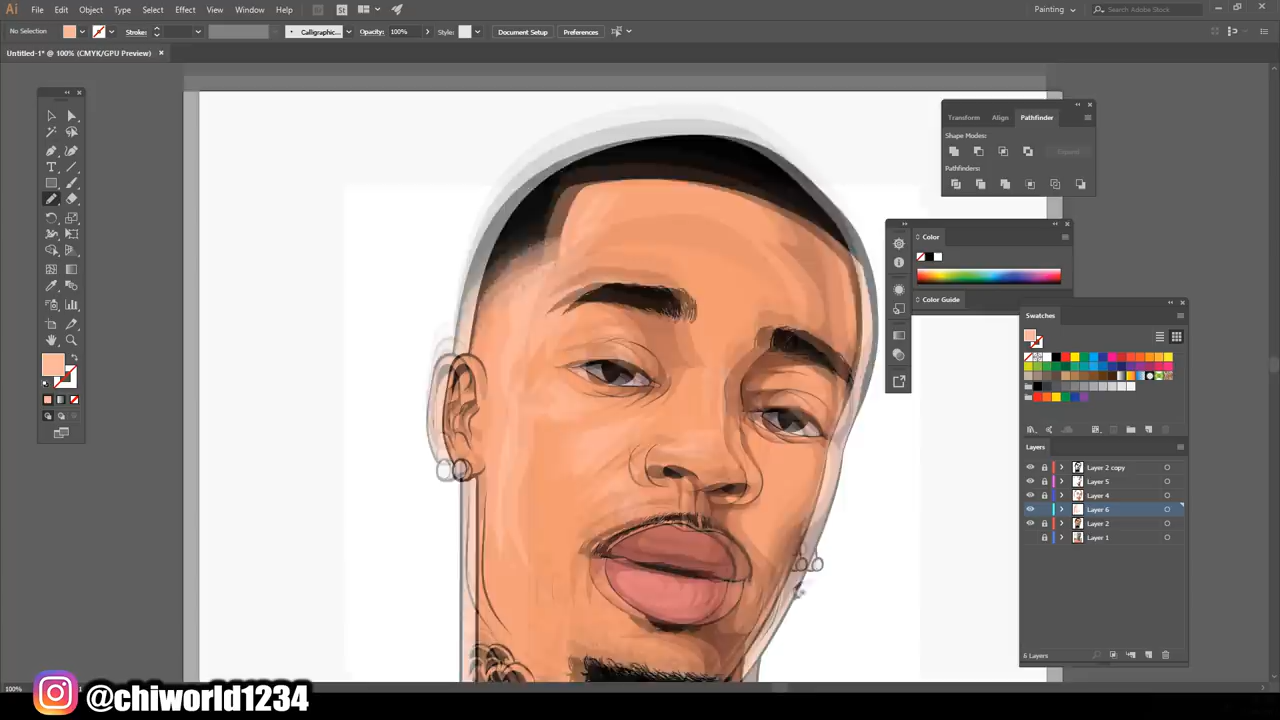 Ai File Edit Object Type Select Effect View Window Help Br St Painting Search Adobe Stock
No Selection Stroke: Calligraphic... Opacity: 100% Style: Document Setup Preferences
Untitled-1* @ 100% (CMYK/GPU Preview)
Transform Align Pathfinder
Shape Modes:
Expand
Pathfinders:
Color
Color Guide
Swatches
Layers
Layer 2 copy
Layer 5
Layer 4
Layer 6
Layer 2
Layer 1
6 Layers
100%
@chiworld1234